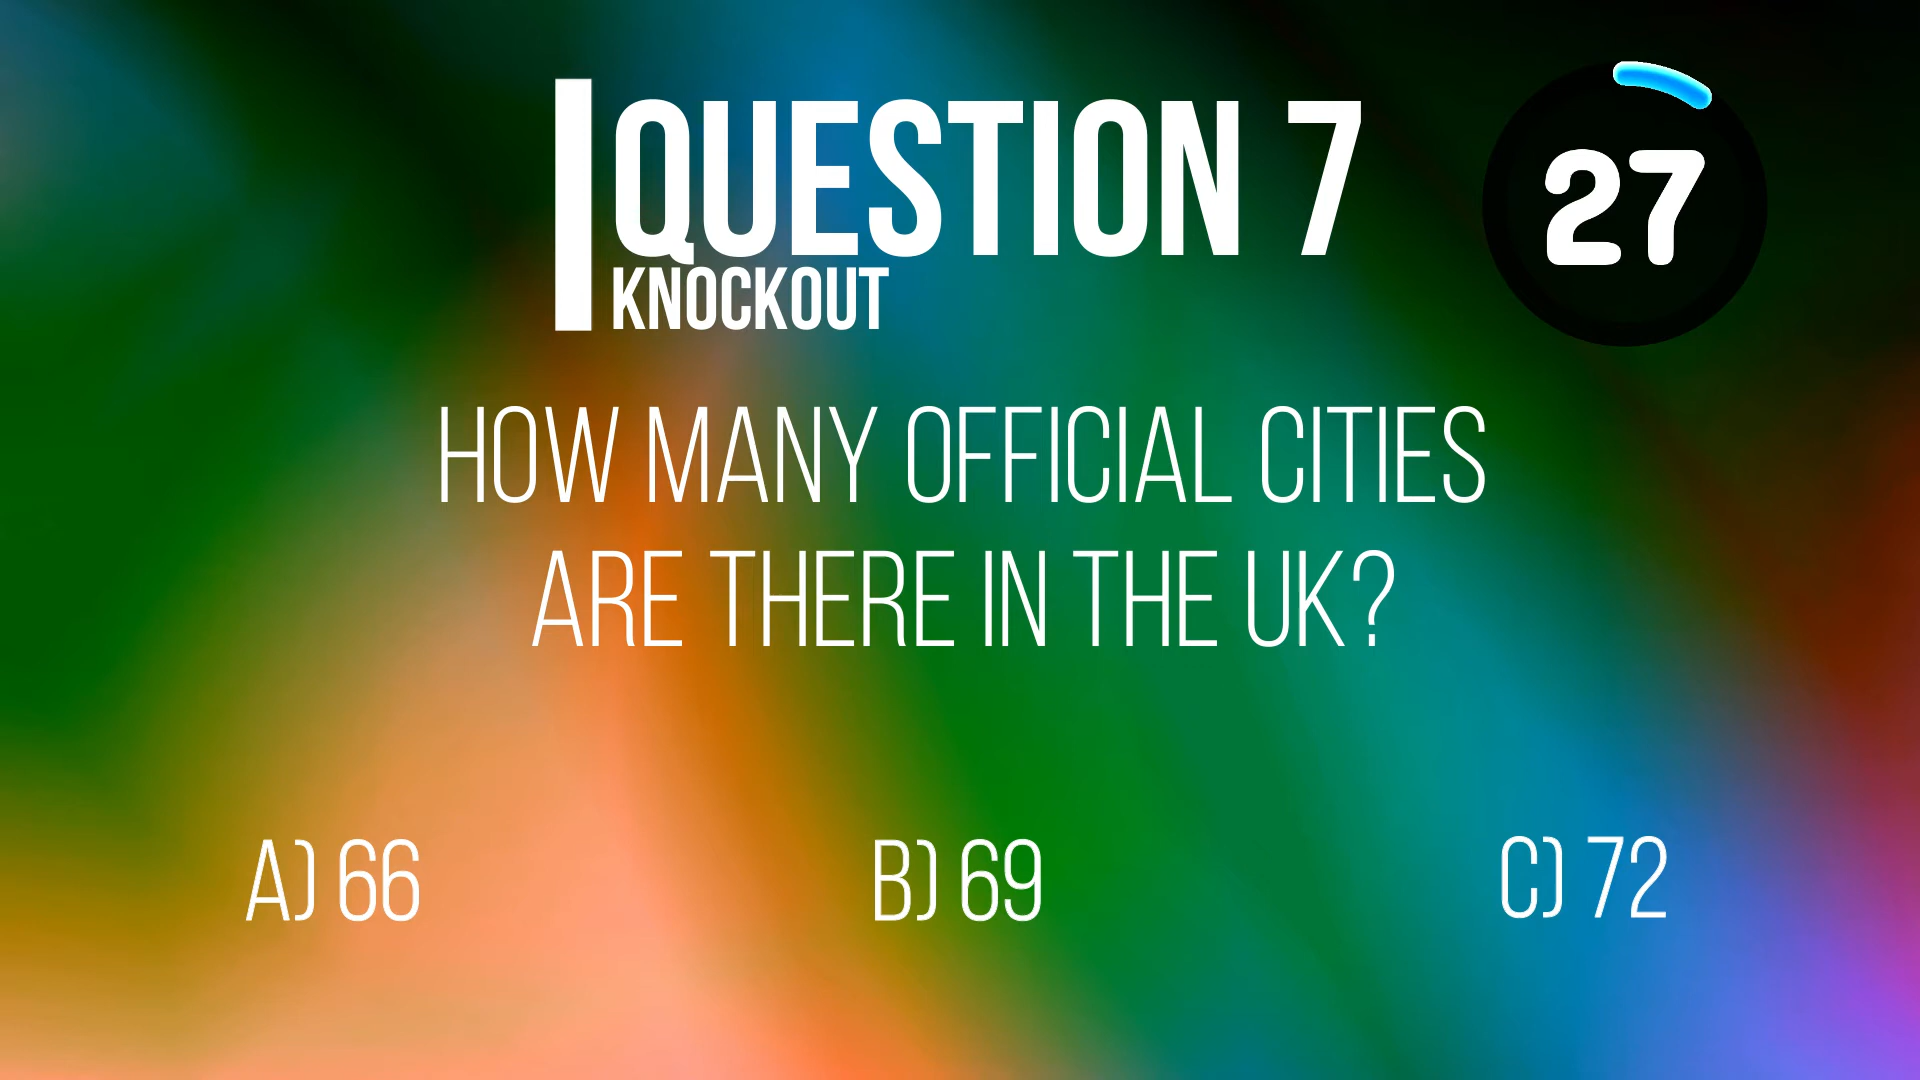 QUESTION 7
27
KNOCKOUT
HOW MANY OFFICIAL CITIES
ARE THERE IN THE UK?
A) 66
B) 69
C) 72